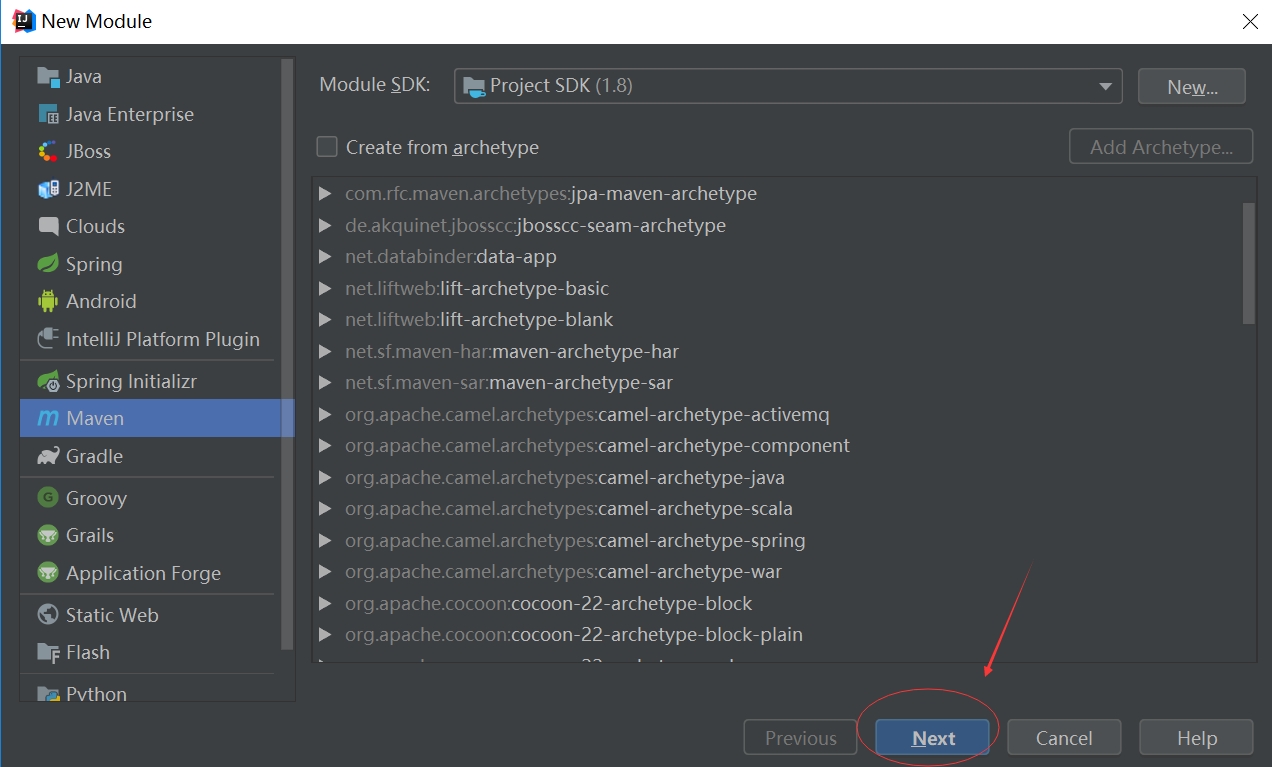 New Module
Java
Java Enterprise
JBoss
J2ME
Clouds
Spring
Android
IntelliJ Platform Plugin
Spring Initializr
Maven
Gradle
Groovy
Grails
Application Forge
Static Web
Flash
Python
Module SDK: Project SDK (1.8) New...
Create from archetype Add Archetype...
com.rfc.maven.archetypes:jpa-maven-archetype
de.akquinet.jbosscc:jbosscc-seam-archetype
net.databinder:data-app
net.liftweb:lift-archetype-basic
net.liftweb:lift-archetype-blank
net.sf.maven-har:maven-archetype-har
net.sf.maven-sar:maven-archetype-sar
org.apache.camel.archetypes:camel-archetype-activemq
org.apache.camel.archetypes:camel-archetype-component
org.apache.camel.archetypes:camel-archetype-java
org.apache.camel.archetypes:camel-archetype-scala
org.apache.camel.archetypes:camel-archetype-spring
org.apache.camel.archetypes:camel-archetype-war
org.apache.cocoon:cocoon-22-archetype-block
org.apache.cocoon:cocoon-22-archetype-block-plain
Previous Next Cancel Help